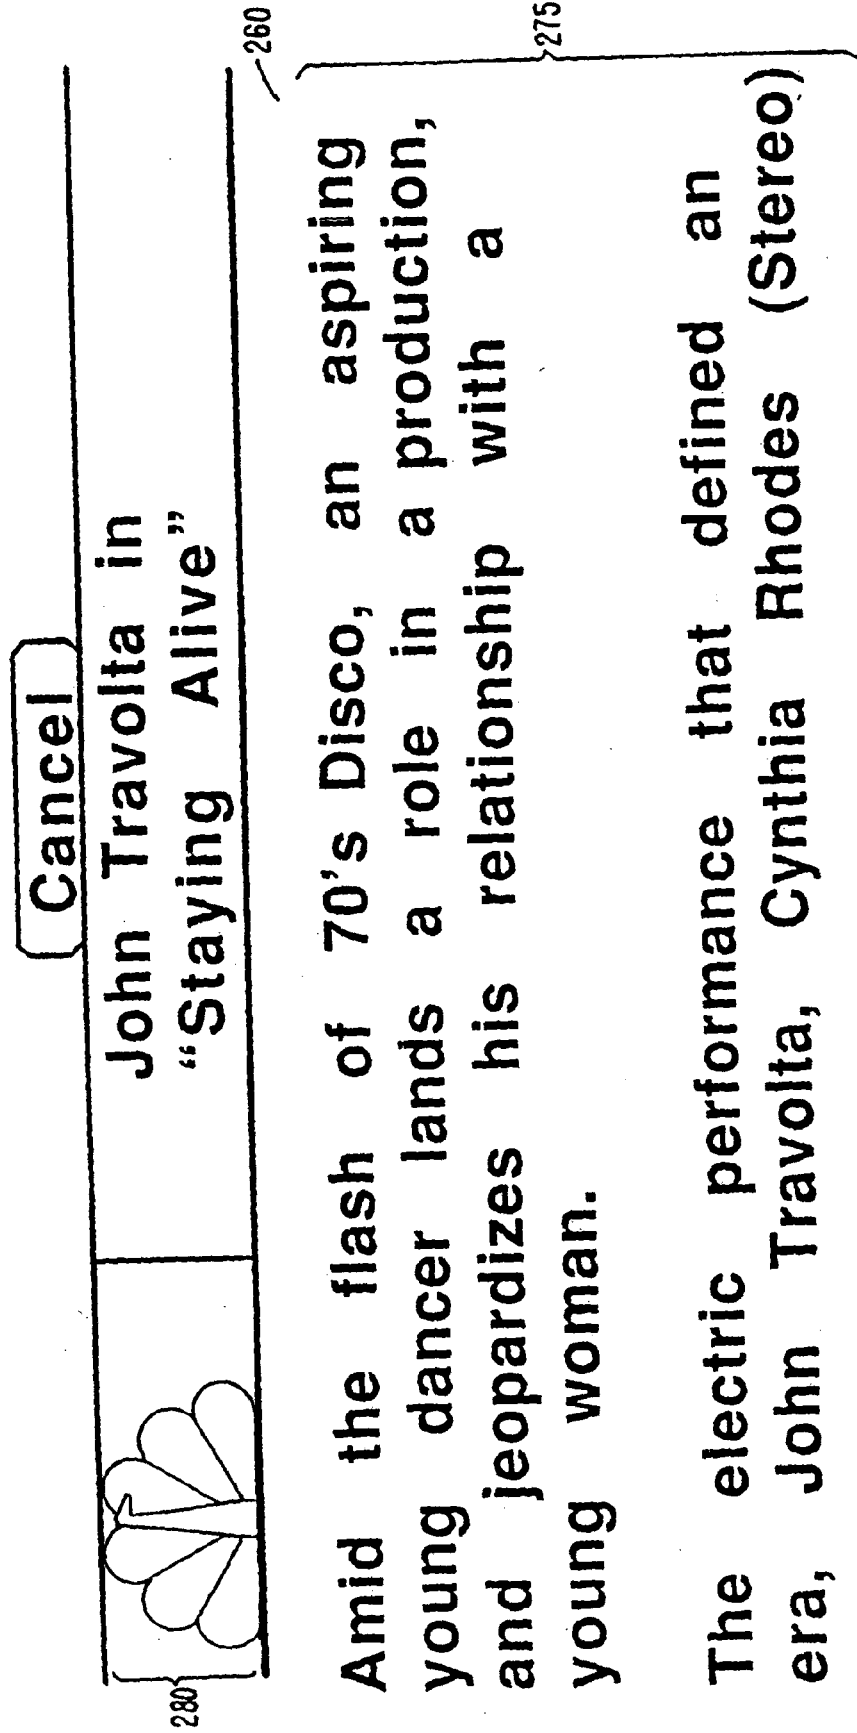 Cancel
John Travolta in
“Staying Alive”
280
260
Amid the flash of 70's Disco, an aspiring
young dancer lands a role in a production,
and jeopardizes his relationship with a
young woman.
275
The electric performance that defined an
era, John Travolta, Cynthia Rhodes (Stereo)